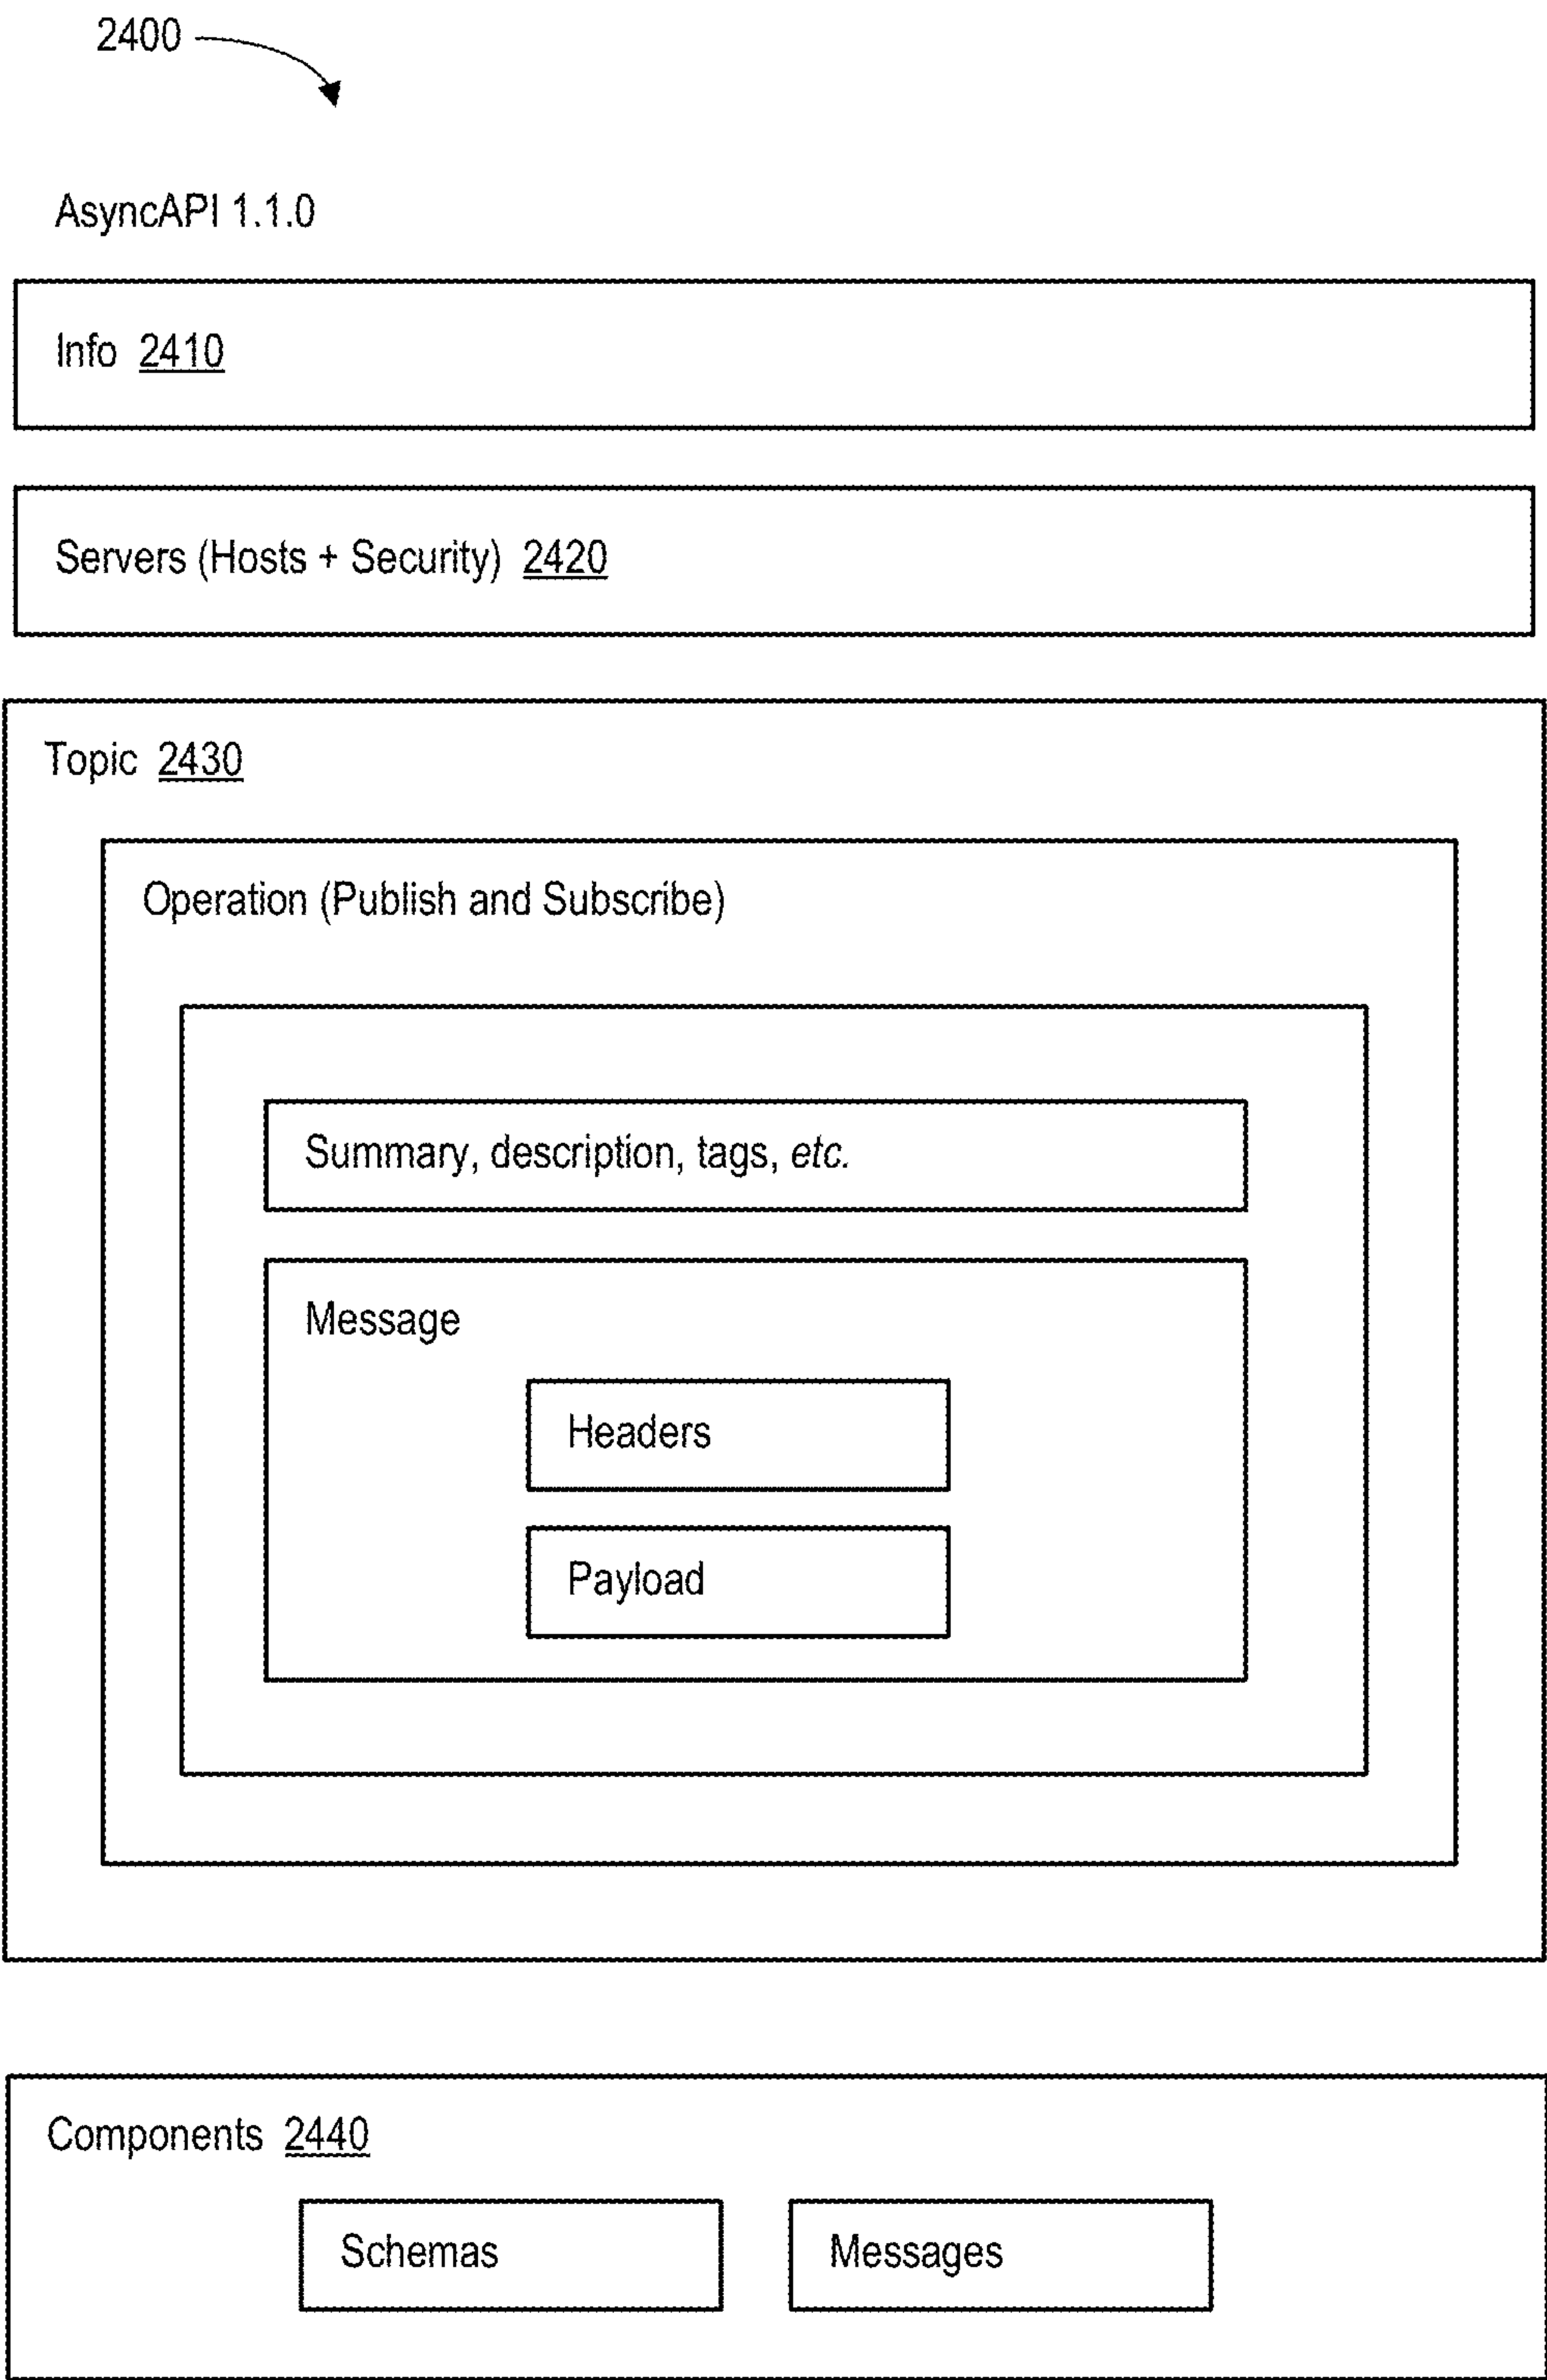 2400
AsyncAPI 1.1.0
Info 2410
Servers (Hosts + Security) 2420
Topic 2430
Operation (Publish and Subscribe)
Summary, description, tags, etc.
Message
Headers
Payload
Components 2440
Schemas
Messages